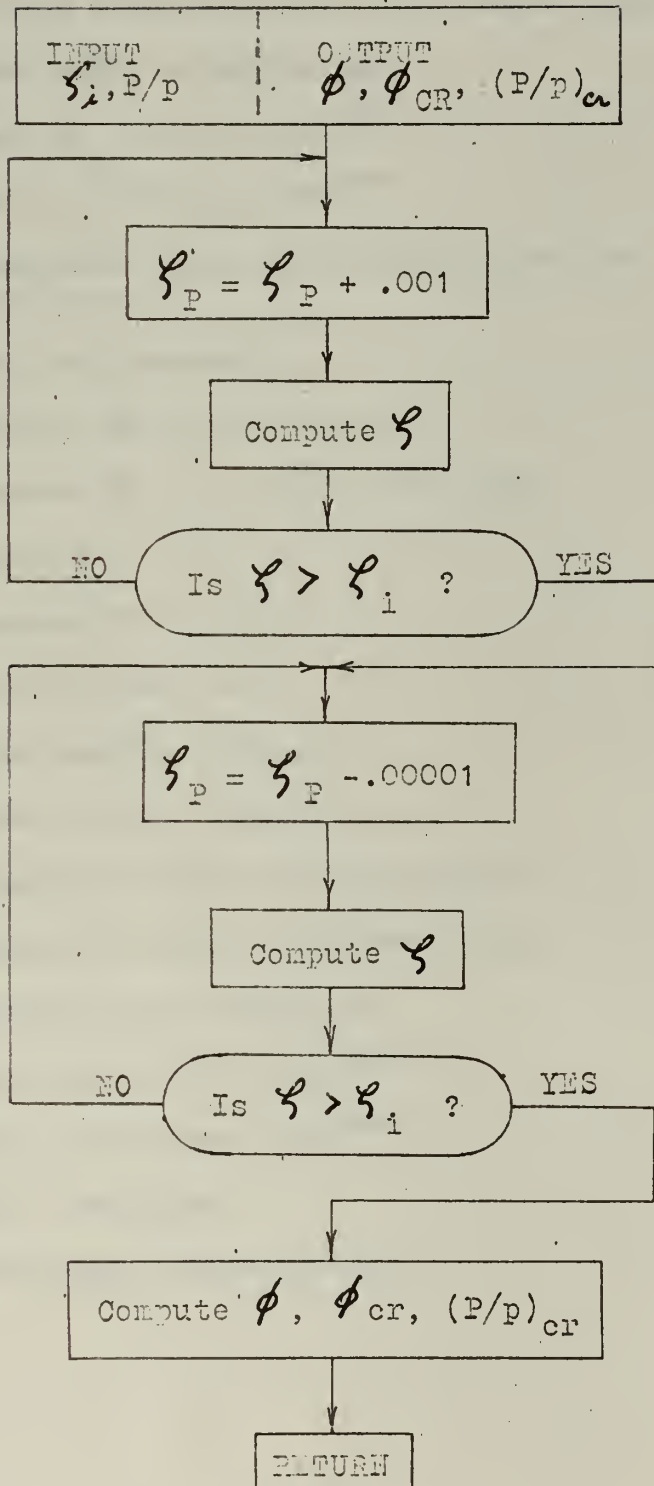 INPUT
ζi, P/p
OUTPUT
ϕ, ϕCR, (P/p)cr
ζP = ζP + .001
Compute ζ
NO
Is ζ > ζi ?
YES
ζP = ζP -.00001
Compute ζ
NO
Is ζ > ζi ?
YES
Compute ϕ, ϕcr, (P/p)cr
RETURN